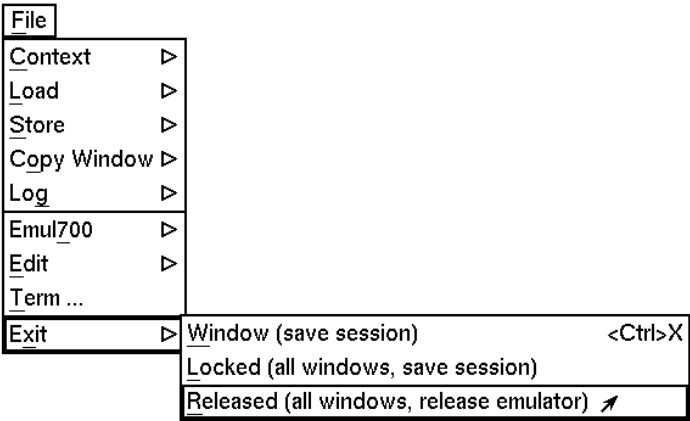 File
Context
Load
Store
Copy Window
Log
Emul700
Edit
Term ...
Exit
Window (save session) <Ctrl>X
Locked (all windows, save session)
Released (all windows, release emulator)